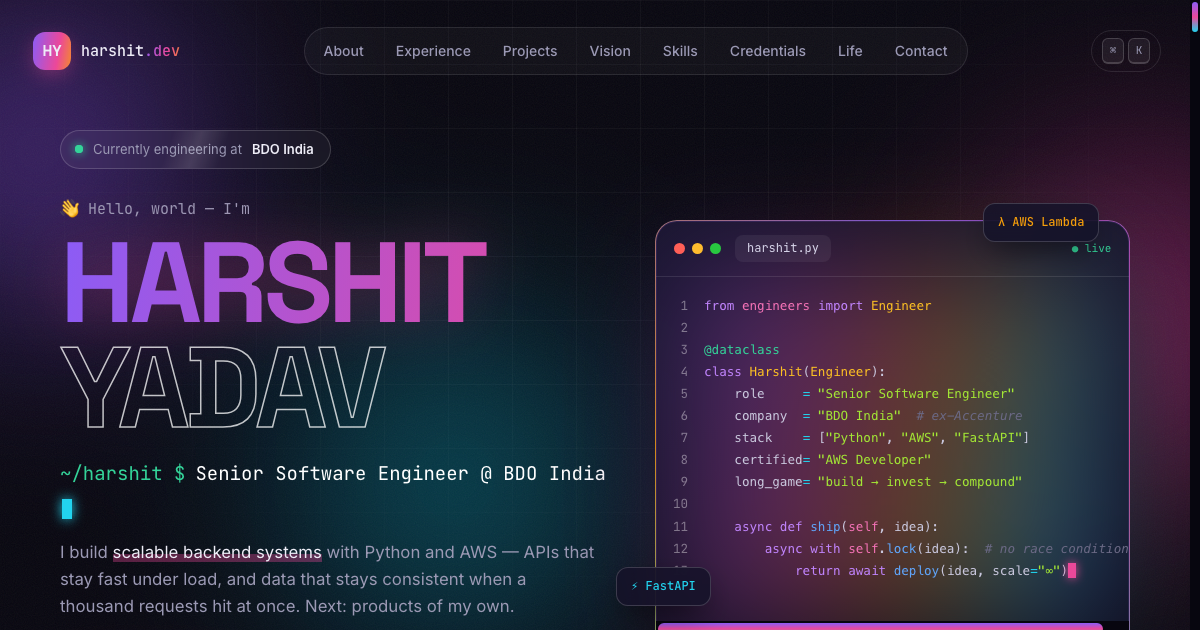 HY harshit.dev
About Experience Projects Vision Skills Credentials Life Contact
⌘ K
Currently engineering at BDO India
👋 Hello, world — I'm
HARSHIT
YADAV
~/harshit $ Senior Software Engineer @ BDO India
I build scalable backend systems with Python and AWS — APIs that
stay fast under load, and data that stays consistent when a
thousand requests hit at once. Next: products of my own.
λ AWS Lambda
harshit.py
live
1 from engineers import Engineer
2
3 @dataclass
4 class Harshit(Engineer):
5 role = "Senior Software Engineer"
6 company = "BDO India" # ex-Accenture
7 stack = ["Python", "AWS", "FastAPI"]
8 certified= "AWS Developer"
9 long_game= "build → invest → compound"
10
11 async def ship(self, idea):
12 async with self.lock(idea): # no race condition
return await deploy(idea, scale="∞")
⚡ FastAPI